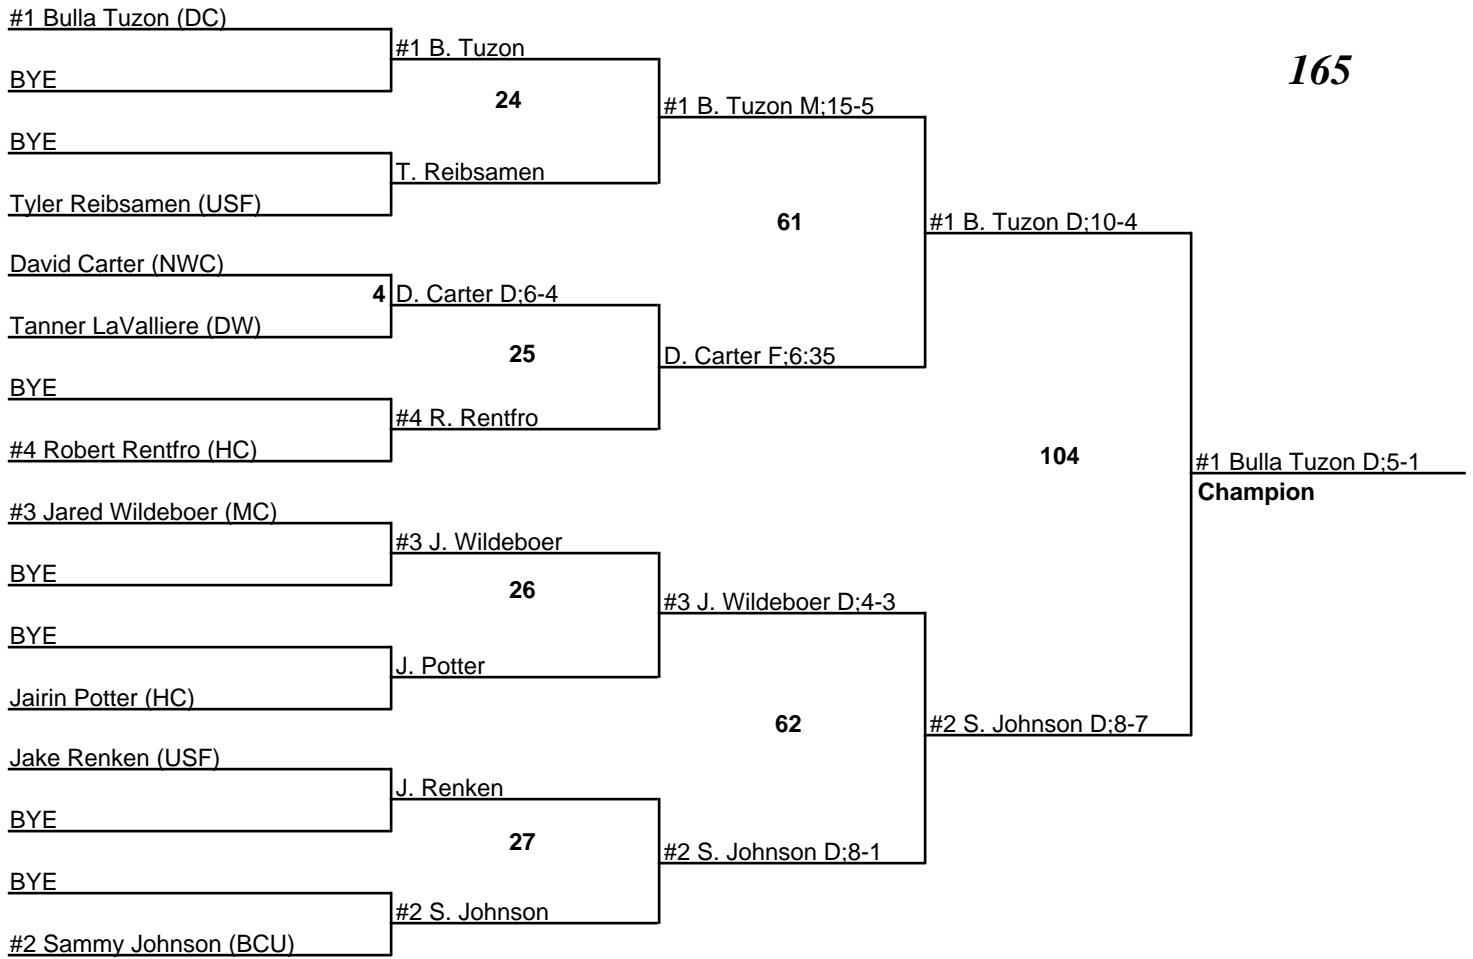 #1 Bulla Tuzon (DC)
BYE
BYE
Tyler Reibsamen (USF)
David Carter (NWC)
Tanner LaValliere (DW)
BYE
#4 Robert Rentfro (HC)
#3 Jared Wildeboer (MC)
BYE
BYE
Jairin Potter (HC)
Jake Renken (USF)
BYE
BYE
#2 Sammy Johnson (BCU)
#1 B. Tuzon
24
T. Reibsamen
4 D. Carter D;6-4
25
#4 R. Rentfro
#3 J. Wildeboer
26
J. Potter
J. Renken
27
#2 S. Johnson
#1 B. Tuzon M;15-5
61
D. Carter F;6:35
#3 J. Wildeboer D;4-3
62
#2 S. Johnson D;8-1
#1 B. Tuzon D;10-4
104
#2 S. Johnson D;8-7
165
#1 Bulla Tuzon D;5-1
Champion